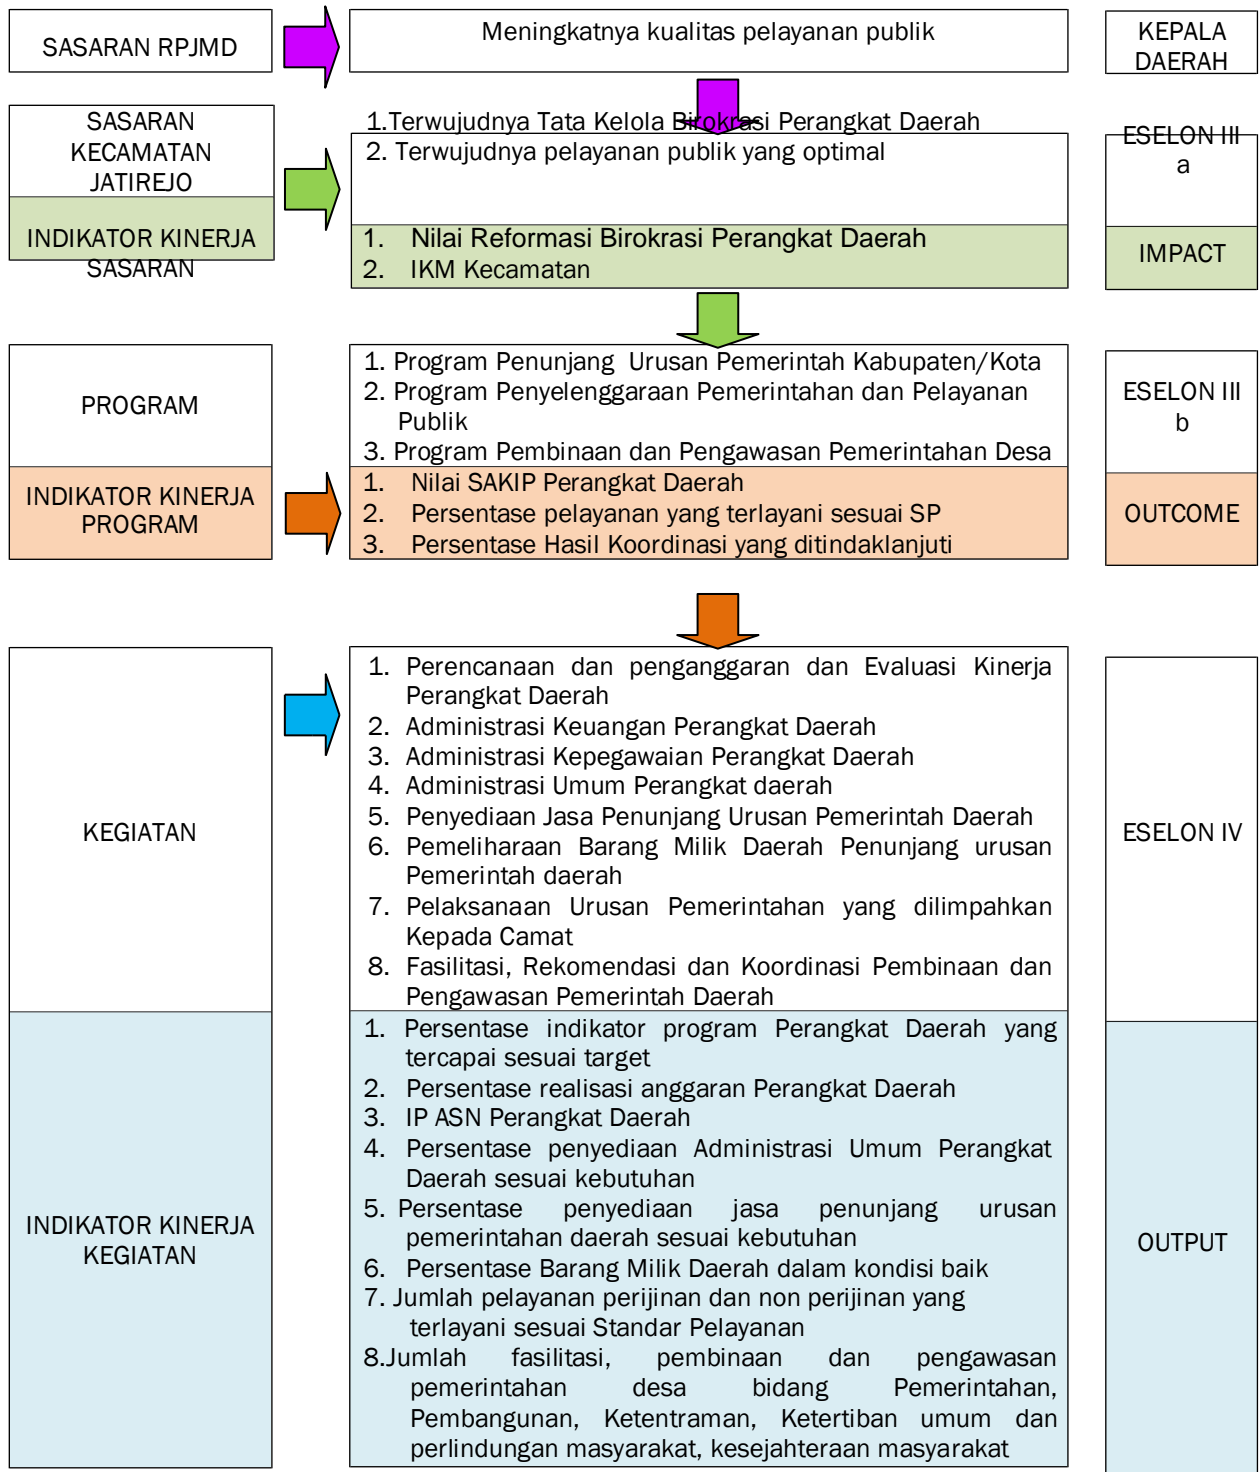 SASARAN RPJMD
Meningkatnya kualitas pelayanan publik
KEPALA
DAERAH
SASARAN
KECAMATAN
JATIREJO
1.Terwujudnya Tata Kelola Birokrasi Perangkat Daerah
2. Terwujudnya pelayanan publik yang optimal
ESELON III
a
INDIKATOR KINERJA
SASARAN
1. Nilai Reformasi Birokrasi Perangkat Daerah
2. IKM Kecamatan
IMPACT
PROGRAM
1. Program Penunjang Urusan Pemerintah Kabupaten/Kota
2. Program Penyelenggaraan Pemerintahan dan Pelayanan
Publik
3. Program Pembinaan dan Pengawasan Pemerintahan Desa
ESELON III
b
INDIKATOR KINERJA
PROGRAM
1. Nilai SAKIP Perangkat Daerah
2. Persentase pelayanan yang terlayani sesuai SP
3. Persentase Hasil Koordinasi yang ditindaklanjuti
OUTCOME
KEGIATAN
1. Perencanaan dan penganggaran dan Evaluasi Kinerja
Perangkat Daerah
2. Administrasi Keuangan Perangkat Daerah
3. Administrasi Kepegawaian Perangkat Daerah
4. Administrasi Umum Perangkat daerah
5. Penyediaan Jasa Penunjang Urusan Pemerintah Daerah
6. Pemeliharaan Barang Milik Daerah Penunjang urusan
Pemerintah daerah
7. Pelaksanaan Urusan Pemerintahan yang dilimpahkan
Kepada Camat
8. Fasilitasi, Rekomendasi dan Koordinasi Pembinaan dan
Pengawasan Pemerintah Daerah
ESELON IV
INDIKATOR KINERJA
KEGIATAN
1. Persentase indikator program Perangkat Daerah yang
tercapai sesuai target
2. Persentase realisasi anggaran Perangkat Daerah
3. IP ASN Perangkat Daerah
4. Persentase penyediaan Administrasi Umum Perangkat
Daerah sesuai kebutuhan
5. Persentase penyediaan jasa penunjang urusan
pemerintahan daerah sesuai kebutuhan
6. Persentase Barang Milik Daerah dalam kondisi baik
7. Jumlah pelayanan perijinan dan non perijinan yang
terlayani sesuai Standar Pelayanan
8.Jumlah fasilitasi, pembinaan dan pengawasan
pemerintahan desa bidang Pemerintahan,
Pembangunan, Ketentraman, Ketertiban umum dan
perlindungan masyarakat, kesejahteraan masyarakat
OUTPUT